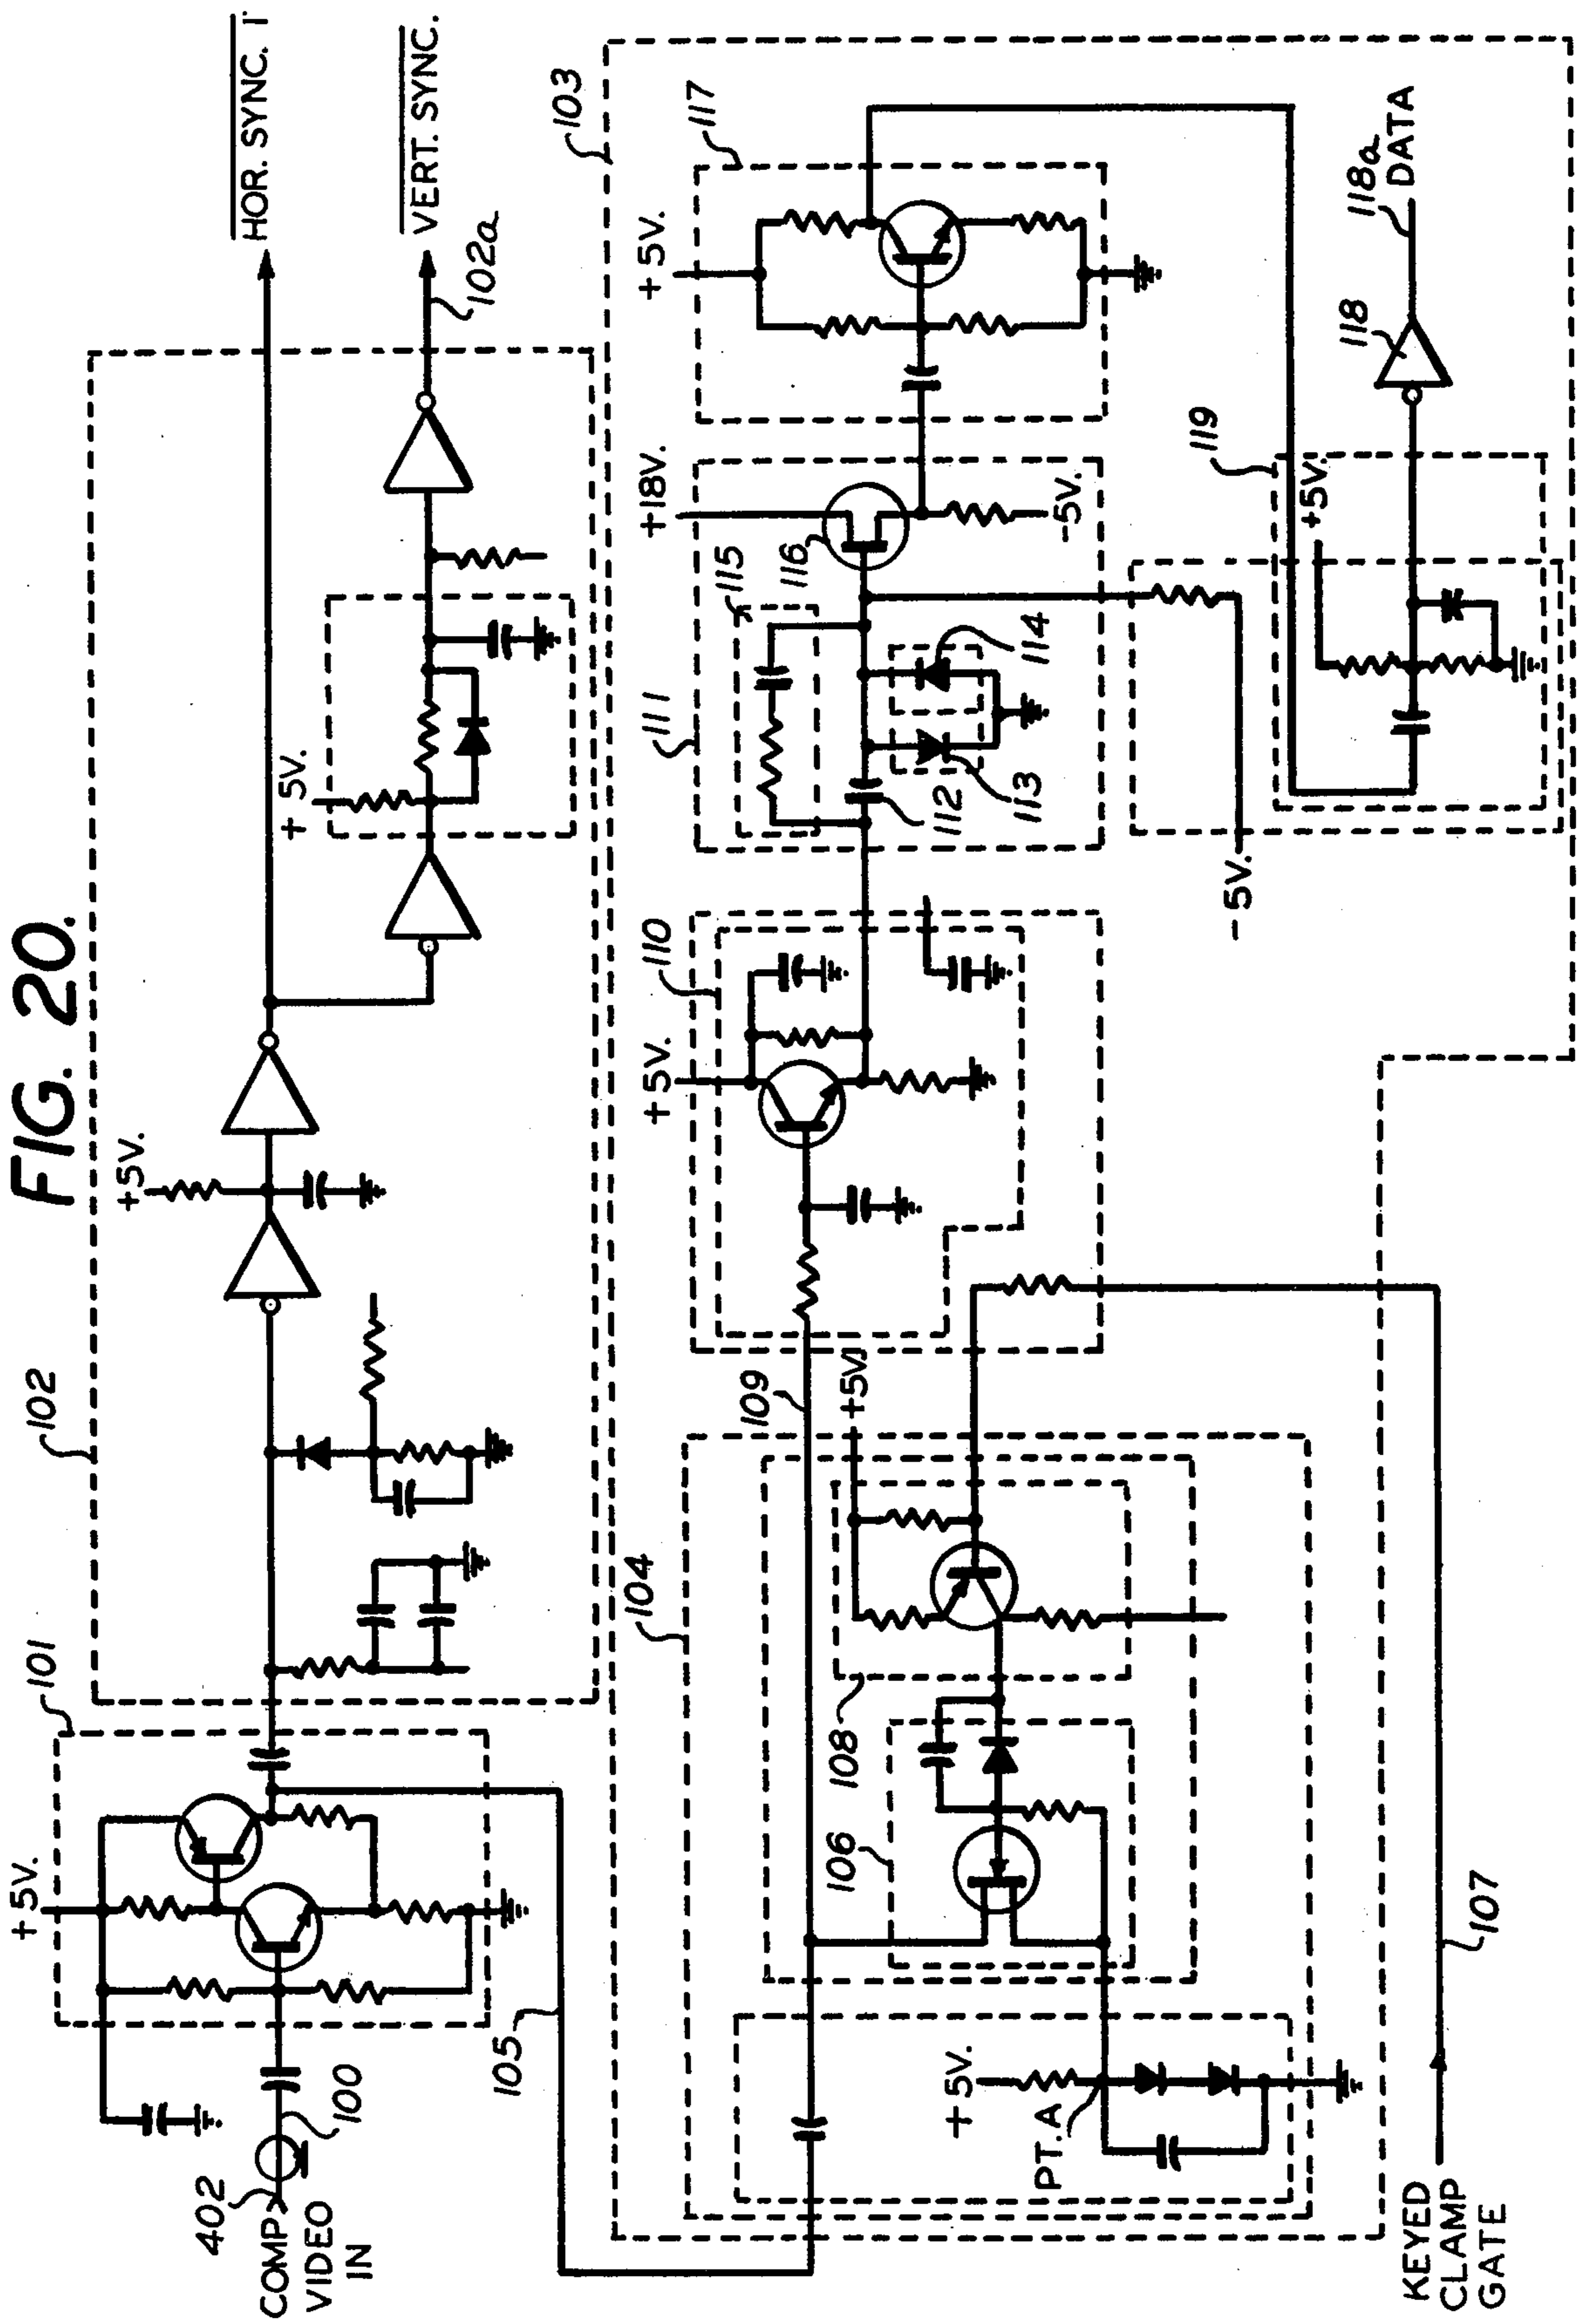 FIG. 20.
HOR. SYNC. 1
VERT. SYNC.
102a
102
+5V.
+ 5V.
101
+5V.
402
COMP
VIDEO
IN
100
105
103
104
109
+5V.
110
+5V.
111
115
+18V.
116
112
113
114
-5V.
117
+ 5V.
119
+5V.
118
118a
DATA
-5V.
108
106
+5V.
PT. A
107
KEYED
CLAMP
GATE